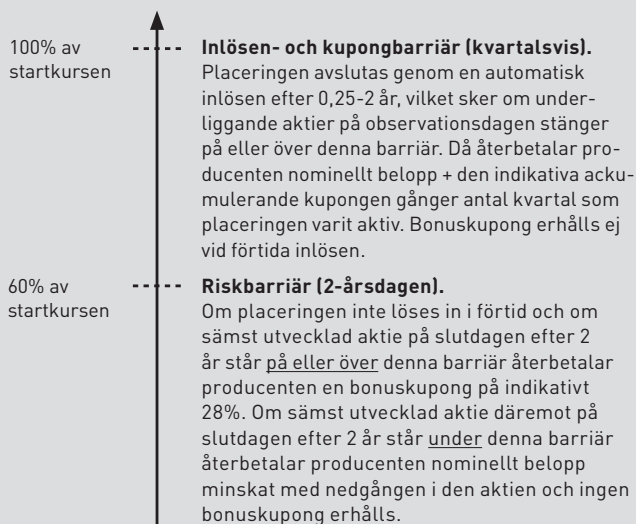 100% av
startkursen
Inlösen- och kupongbarriär (kvartalsvis).
Placeringen avslutas genom en automatisk
inlösen efter 0,25-2 år, vilket sker om under-
liggande aktier på observationsdagen stänger
på eller över denna barriär. Då återbetalar pro-
ducenten nominellt belopp + den indikativa acku-
mulerande kupongen gånger antal kvartal som
placeringen varit aktiv. Bonuskupong erhålls ej
vid förtida inlösen.
60% av
startkursen
Riskbarriär (2-årsdagen).
Om placeringen inte löses in i förtid och om
sämst utvecklad aktie på slutdagen efter 2
år står på eller över denna barriär återbetalar
producenten en bonuskupong på indikativt
28%. Om sämst utvecklad aktie däremot på
slutdagen efter 2 år står under denna barriär
återbetalar producenten nominellt belopp
minskat med nedgången i den aktien och ingen
bonuskupong erhålls.